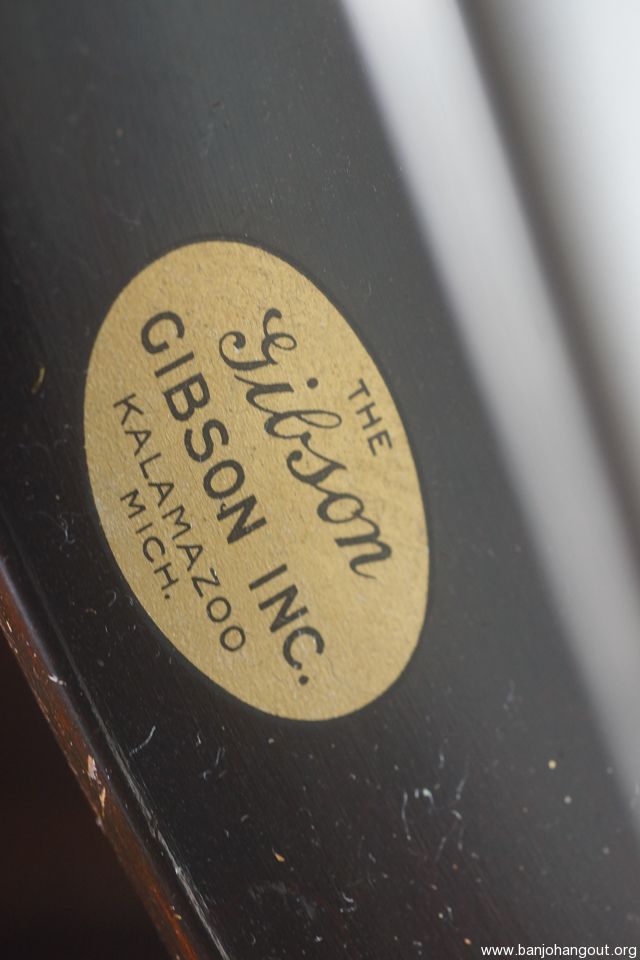 THE
Gibson
GIBSON INC.
KALAMAZOO
MICH.
www.banjohangout.org